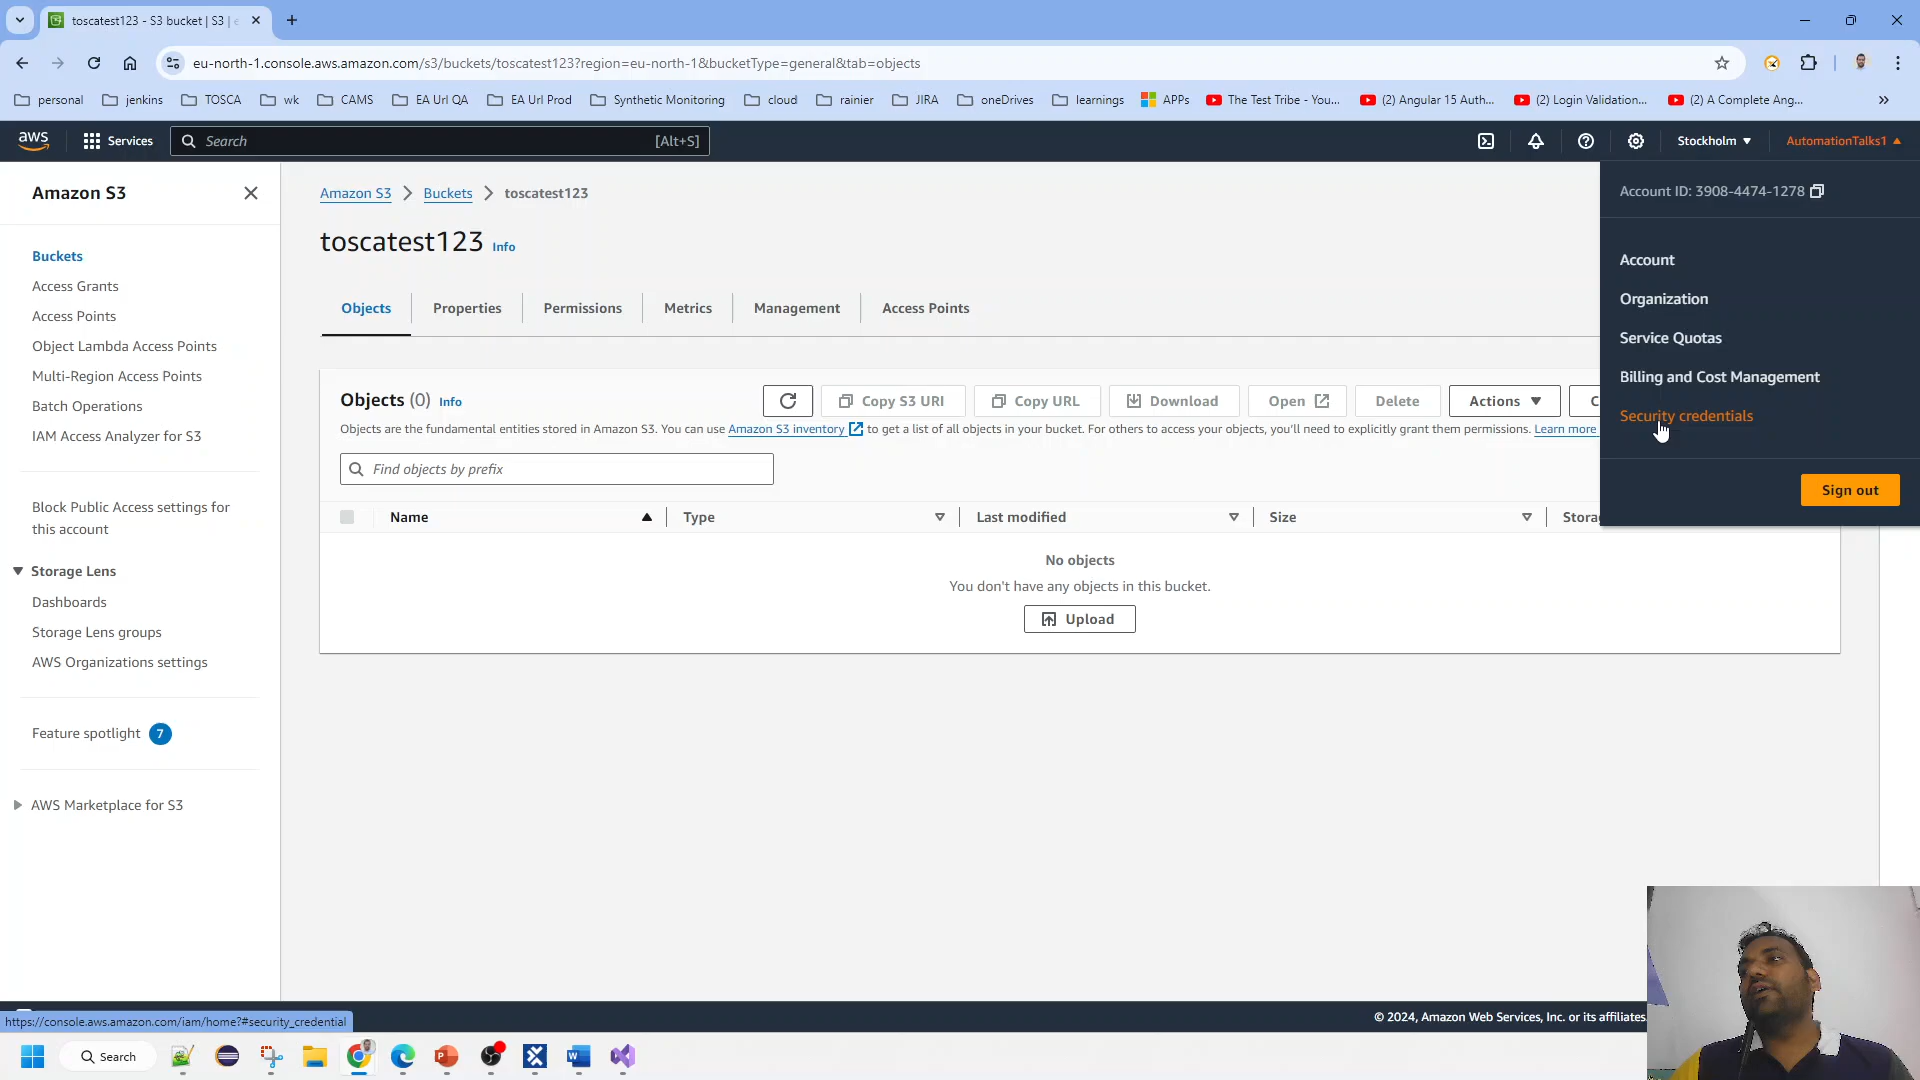 toscatest123 - S3 bucket | S3 |
eu-north-1.console.aws.amazon.com/s3/buckets/toscatest123?region=eu-north-1&bucketType=general&tab=objects
personal jenkins TOSCA wk CAMS EA Url QA EA Url Prod Synthetic Monitoring cloud rainier JIRA oneDrives learnings APPs The Test Tribe - You... (2) Angular 15 Auth... (2) Login Validation... (2) A Complete Ang...
aws Services Search [Alt+S] Stockholm AutomationTalks1
Amazon S3
Buckets
Access Grants
Access Points
Object Lambda Access Points
Multi-Region Access Points
Batch Operations
IAM Access Analyzer for S3
Block Public Access settings for
this account
Storage Lens
Dashboards
Storage Lens groups
AWS Organizations settings
Feature spotlight 7
AWS Marketplace for S3
Amazon S3 > Buckets > toscatest123
toscatest123 Info
Objects Properties Permissions Metrics Management Access Points
Objects (0) Info
Copy S3 URI Copy URL Download Open Delete Actions C
Objects are the fundamental entities stored in Amazon S3. You can use Amazon S3 inventory to get a list of all objects in your bucket. For others to access your objects, you'll need to explicitly grant them permissions. Learn more
Find objects by prefix
Name Type Last modified Size Stora
No objects
You don't have any objects in this bucket.
Upload
Account ID: 3908-4474-1278
Account
Organization
Service Quotas
Billing and Cost Management
Security credentials
Sign out
© 2024, Amazon Web Services, Inc. or its affiliates.
https://console.aws.amazon.com/iam/home?#security_credential
Search